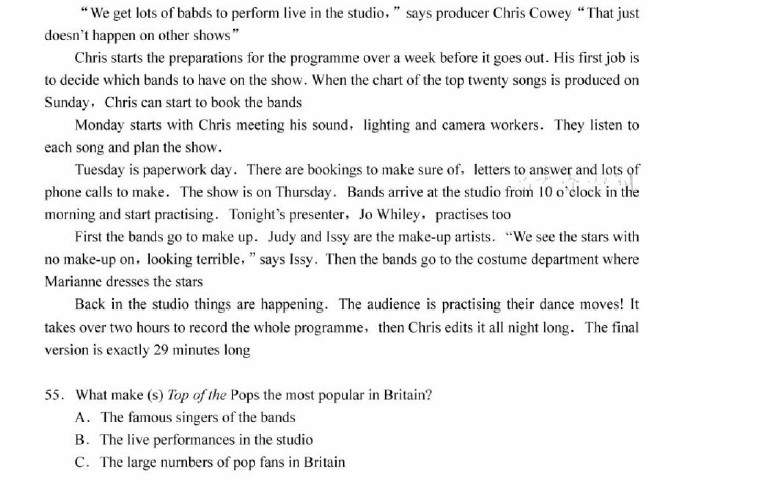 “We get lots of babds to perform live in the studio,” says producer Chris Cowey “That just
doesn’t happen on other shows”
Chris starts the preparations for the programme over a week before it goes out. His first job is
to decide which bands to have on the show. When the chart of the top twenty songs is produced on
Sunday, Chris can start to book the bands
Monday starts with Chris meeting his sound, lighting and camera workers. They listen to
each song and plan the show.
Tuesday is paperwork day. There are bookings to make sure of, letters to answer and lots of
phone calls to make. The show is on Thursday. Bands arrive at the studio from 10 o’clock in the
morning and start practising. Tonight’s presenter, Jo Whiley, practises too
First the bands go to make up. Judy and Issy are the make-up artists. “We see the stars with
no make-up on, looking terrible,” says Issy. Then the bands go to the costume department where
Marianne dresses the stars
Back in the studio things are happening. The audience is practising their dance moves! It
takes over two hours to record the whole programme, then Chris edits it all night long. The final
version is exactly 29 minutes long
55. What make (s) Top of the Pops the most popular in Britain?
A. The famous singers of the bands
B. The live performances in the studio
C. The large numbers of pop fans in Britain